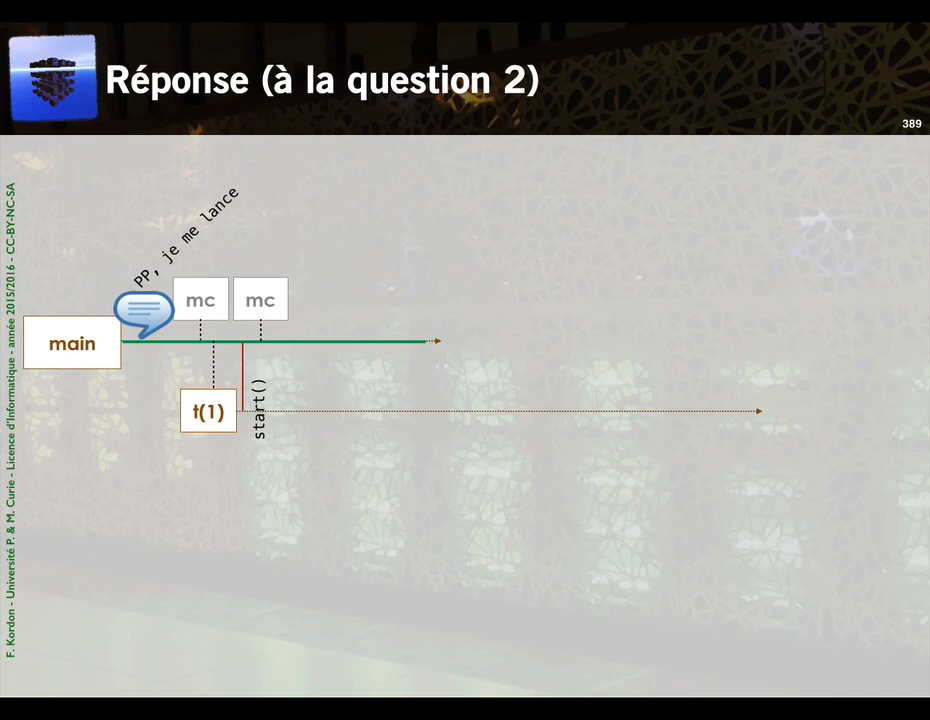 Réponse (à la question 2)
389
F. Kordon - Université P. & M. Curie - Licence d'Informatique - année 2015/2016 - CC-BY-NC-SA
PP, je me lance
mc
mc
main
t(1)
start()